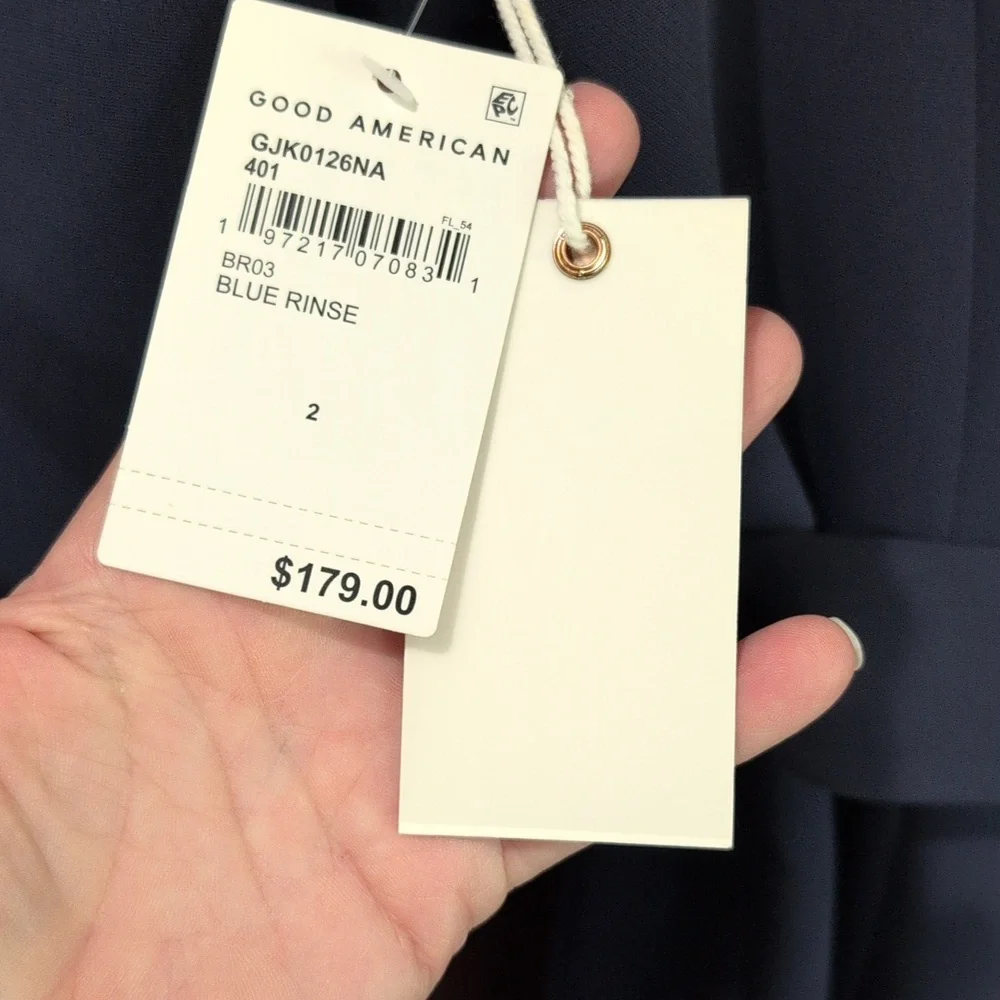 GOOD AMERICAN
GJK0126NA
401
FL_54
1 97217 07083 1
BR03
BLUE RINSE
2
$179.00